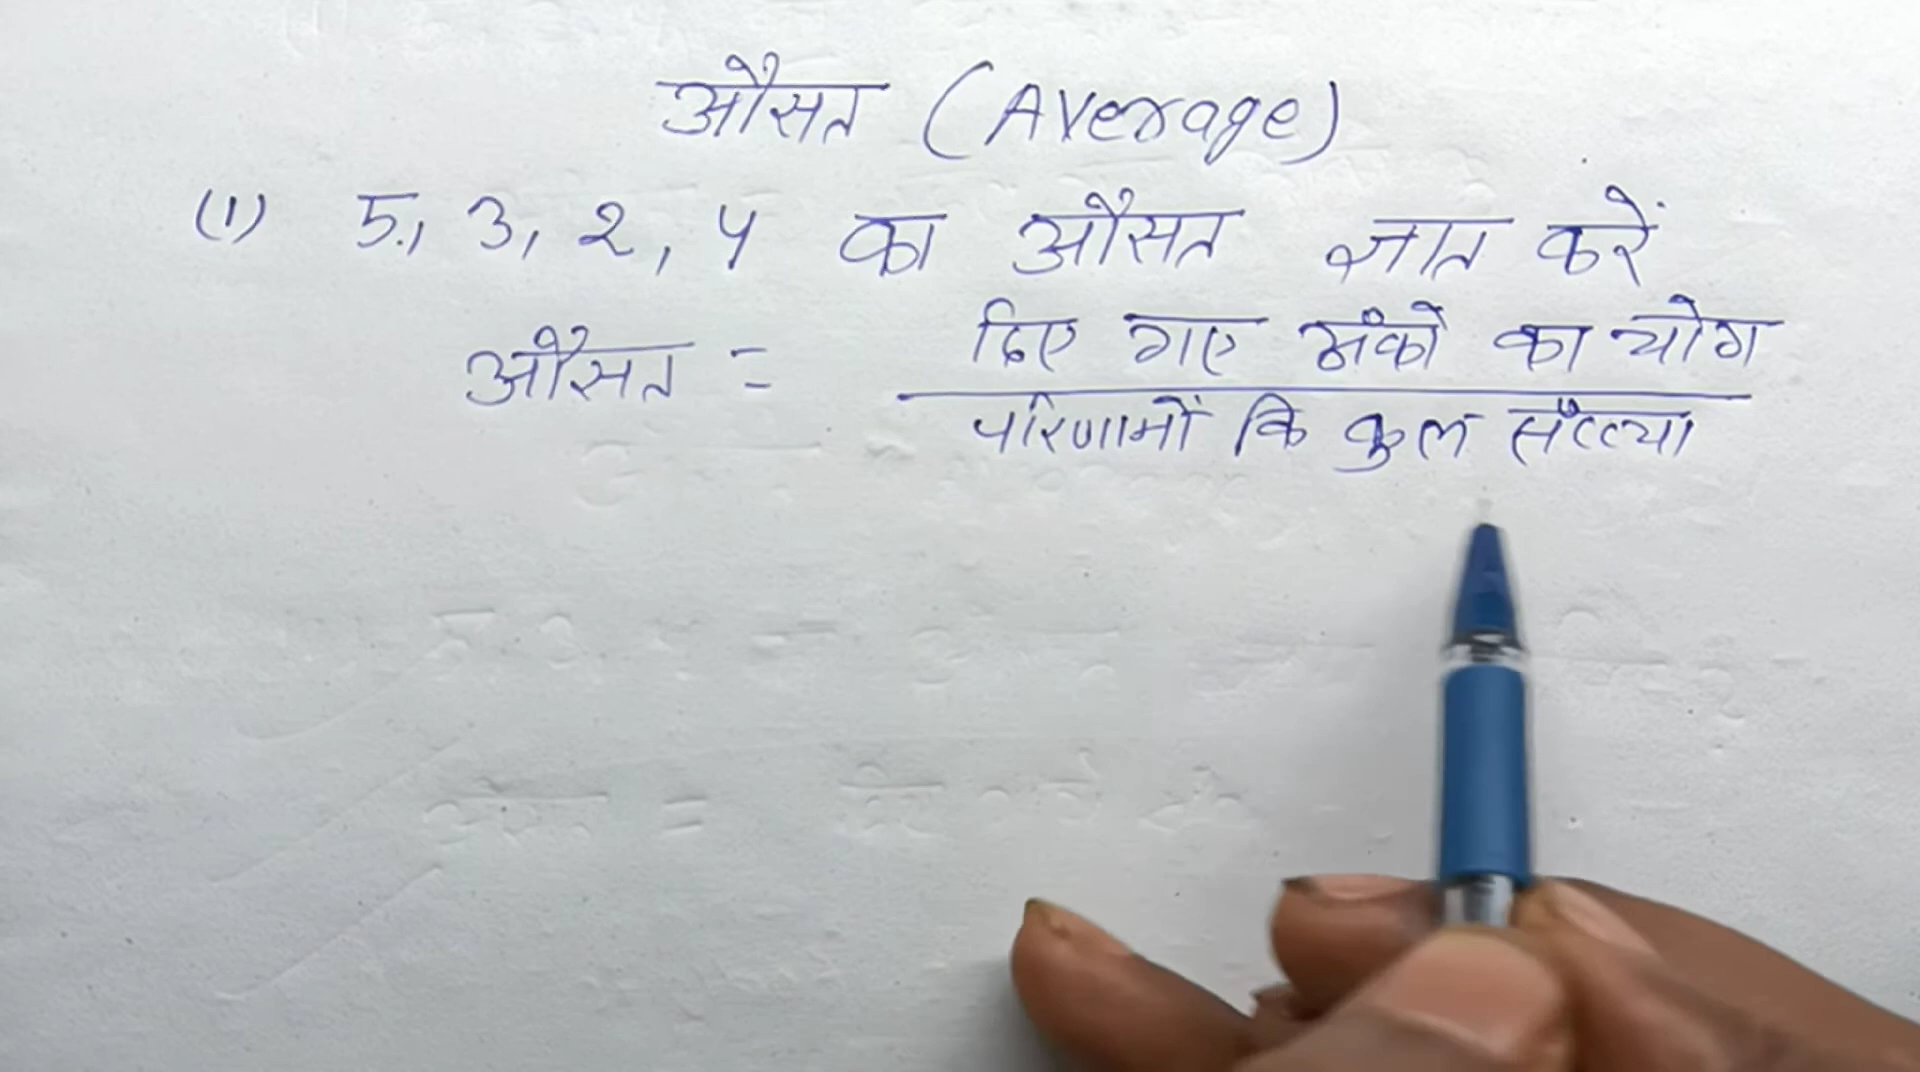 औसत (Average)
(1) 5, 3, 2, 4 का औसत ज्ञात करें
औसत = दिए गए अंकों का योग
परिणामों कि कुल संख्या